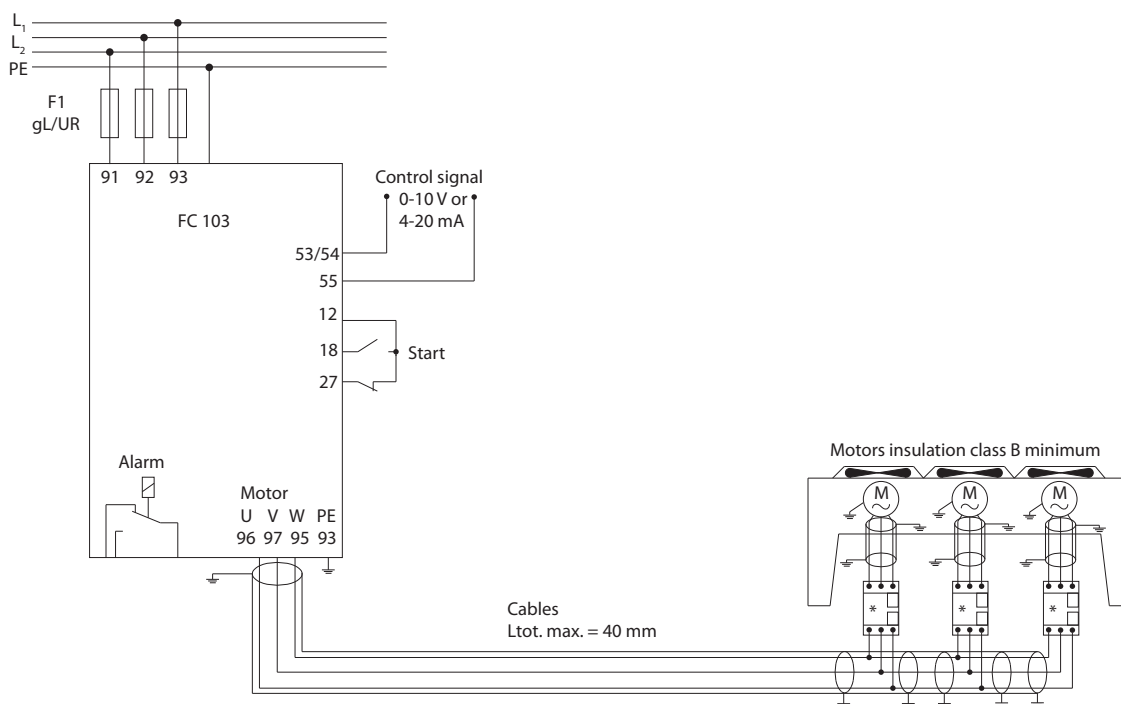 L1
L2
PE
F1
gL/UR
91 92 93
Control signal
0-10 V or
4-20 mA
FC 103
53/54
55
12
18
Start
27
Motors insulation class B minimum
Alarm
M M M
Motor
U V W PE
96 97 95 93
* * *
Cables
Ltot. max. = 40 mm